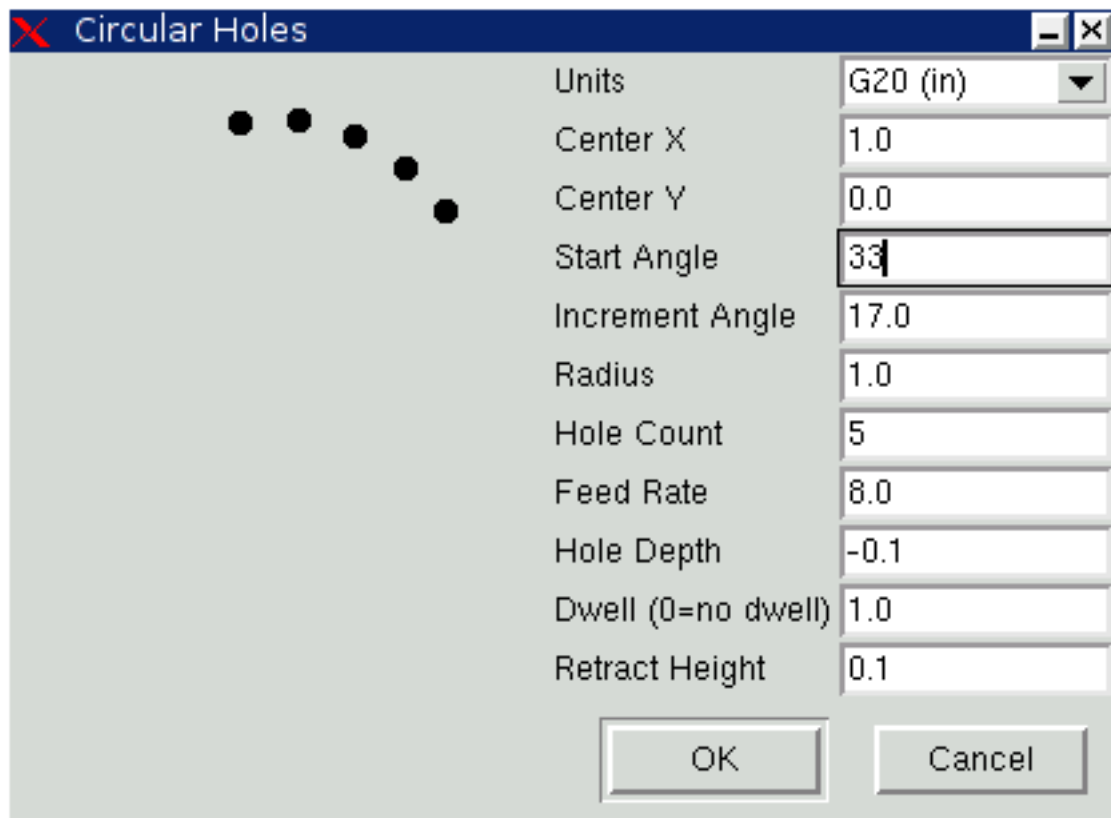 Circular Holes
Units G20 (in)
Center X 1.0
Center Y 0.0
Start Angle 33
Increment Angle 17.0
Radius 1.0
Hole Count 5
Feed Rate 8.0
Hole Depth -0.1
Dwell (0=no dwell) 1.0
Retract Height 0.1
OK Cancel